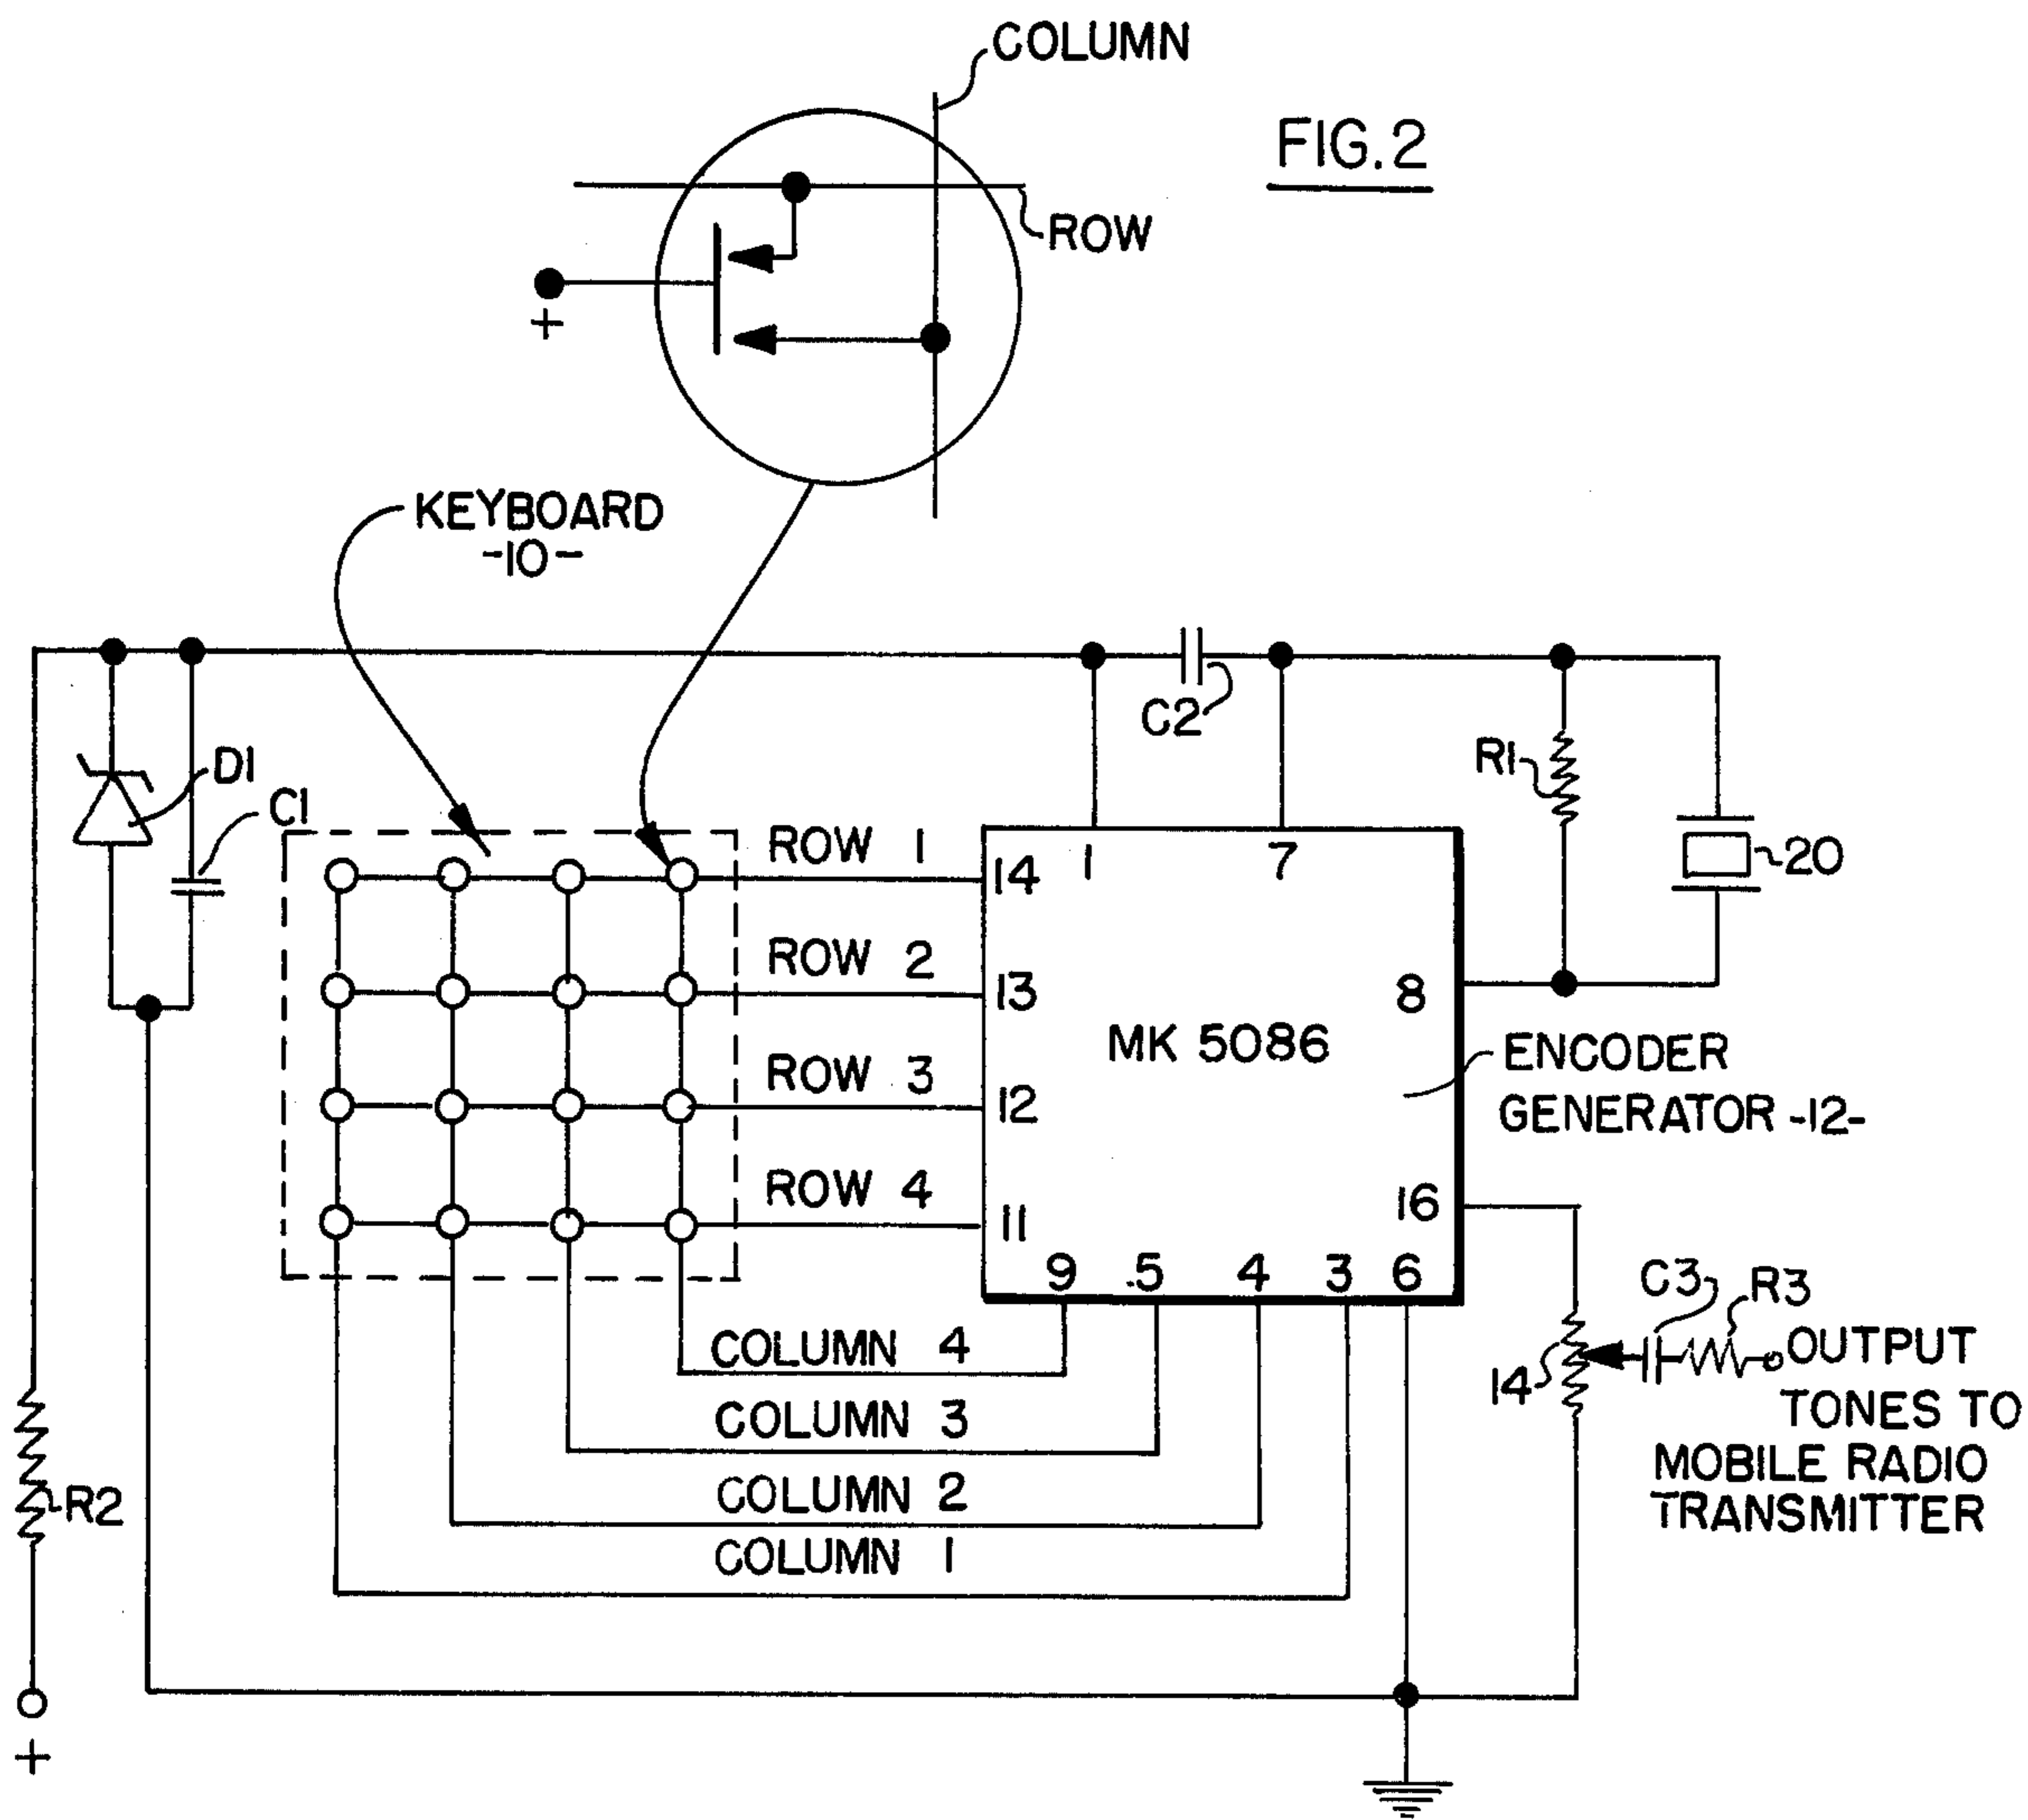 COLUMN
FIG.2
ROW
+
KEYBOARD
-10-
C2
R1
D1
C1
20
ROW 1
14
1
7
ROW 2
13
8
MK 5086
ENCODER
GENERATOR -12-
ROW 3
12
ROW 4
11
16
9
5
4
3
6
C3
R3
COLUMN 4
14
OUTPUT
TONES TO
MOBILE RADIO
TRANSMITTER
COLUMN 3
COLUMN 2
R2
COLUMN 1
+